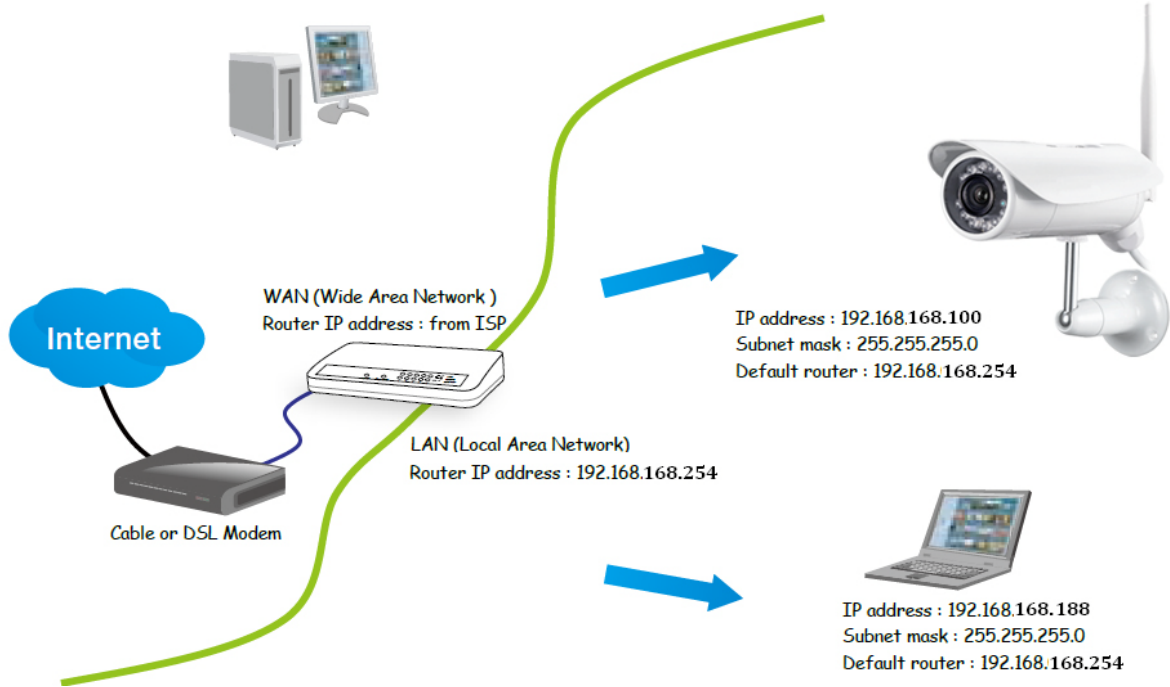 WAN (Wide Area Network )
Router IP address : from ISP
Internet
IP address : 192.168.168.100
Subnet mask : 255.255.255.0
Default router : 192.168.168.254
LAN (Local Area Network)
Router IP address : 192.168.168.254
Cable or DSL Modem
IP address : 192.168.168.188
Subnet mask : 255.255.255.0
Default router : 192.168.168.254